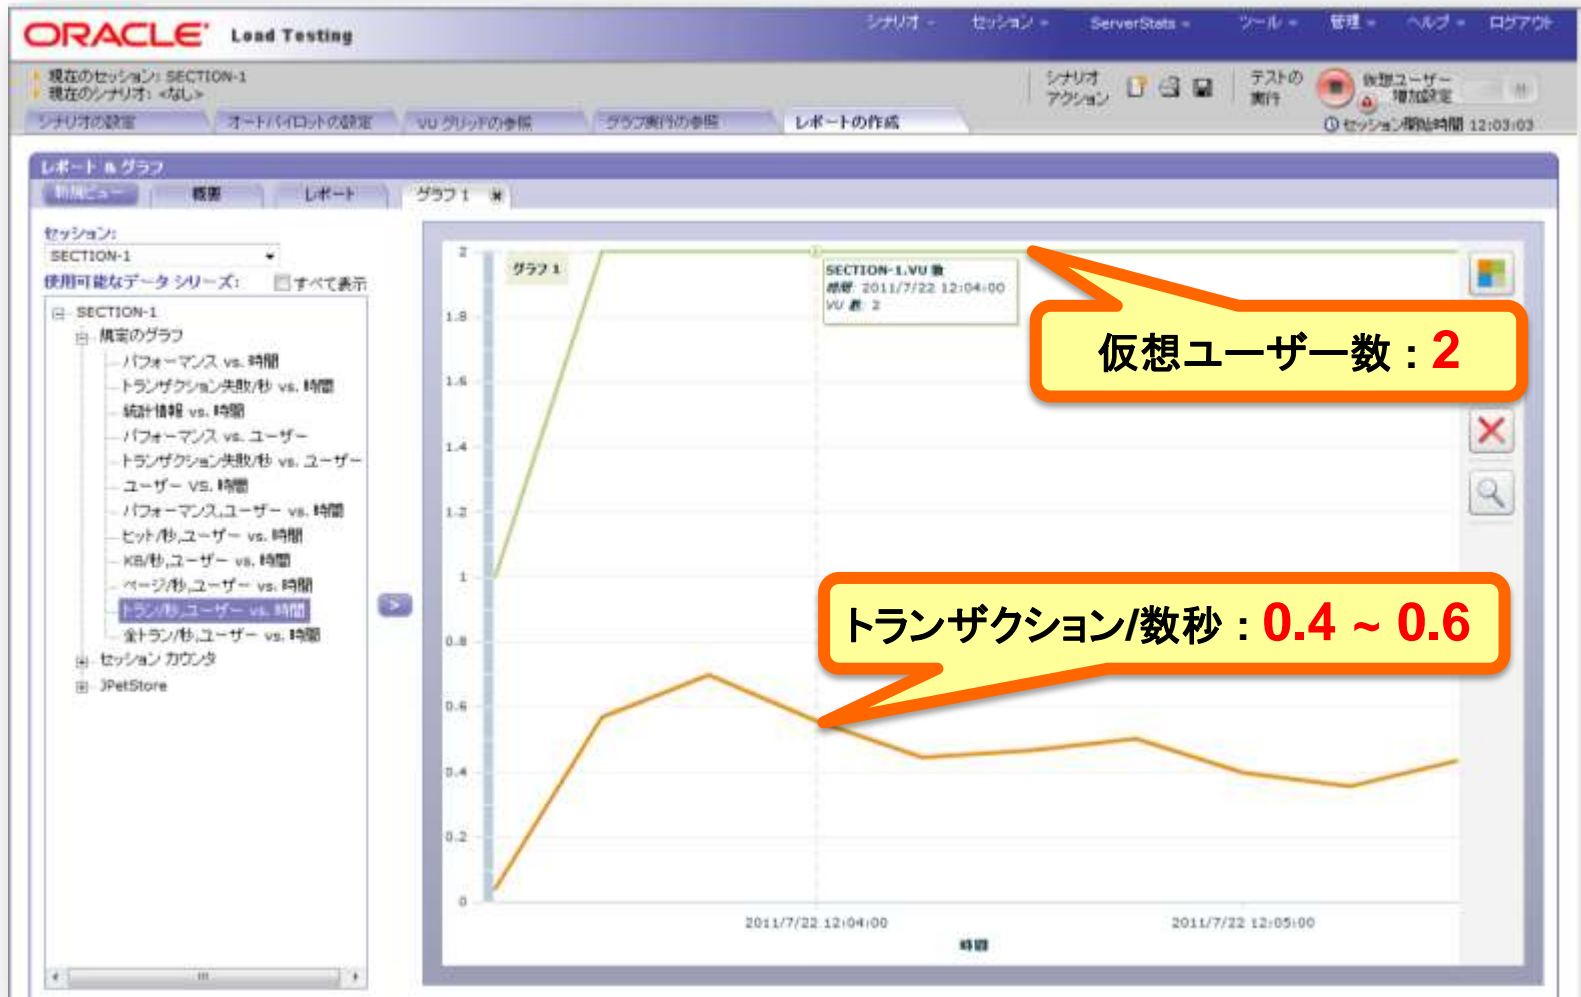 ORACLE Load Testing
シナリオ セッション ServerStats ツール 管理 ヘルプ ログアウト
現在のセッション: SECTION-1
現在のシナリオ: <なし>
シナリオ
アクション
テストの
実行
仮想ユーザー
増加設定
セッション開始時間 12:03:03
シナリオの設定 オートパイロットの設定 VU グリッドの参照 グラフ実行の参照 レポートの作成
レポート & グラフ
新規ビュー 概要 レポート グラフ 1
セッション:
SECTION-1
使用可能なデータ シリーズ: すべて表示
SECTION-1
規定のグラフ
パフォーマンス vs. 時間
トランザクション失敗/秒 vs. 時間
統計情報 vs. 時間
パフォーマンス vs. ユーザー
トランザクション失敗/秒 vs. ユーザー
ユーザー VS. 時間
パフォーマンス,ユーザー vs. 時間
ヒット/秒,ユーザー vs. 時間
KB/秒,ユーザー vs. 時間
ページ/秒,ユーザー vs. 時間
トラン/秒,ユーザー vs. 時間
全トラン/秒,ユーザー vs. 時間
セッション カウンタ
JPetStore
>
グラフ 1
2
1.8
1.6
1.4
1.2
1
0.8
0.6
0.4
0.2
0
SECTION-1.VU 数
時間: 2011/7/22 12:04:00
VU 数: 2
仮想ユーザー数：2
トランザクション/数秒：0.4 ~ 0.6
2011/7/22 12:04:00
2011/7/22 12:05:00
時間